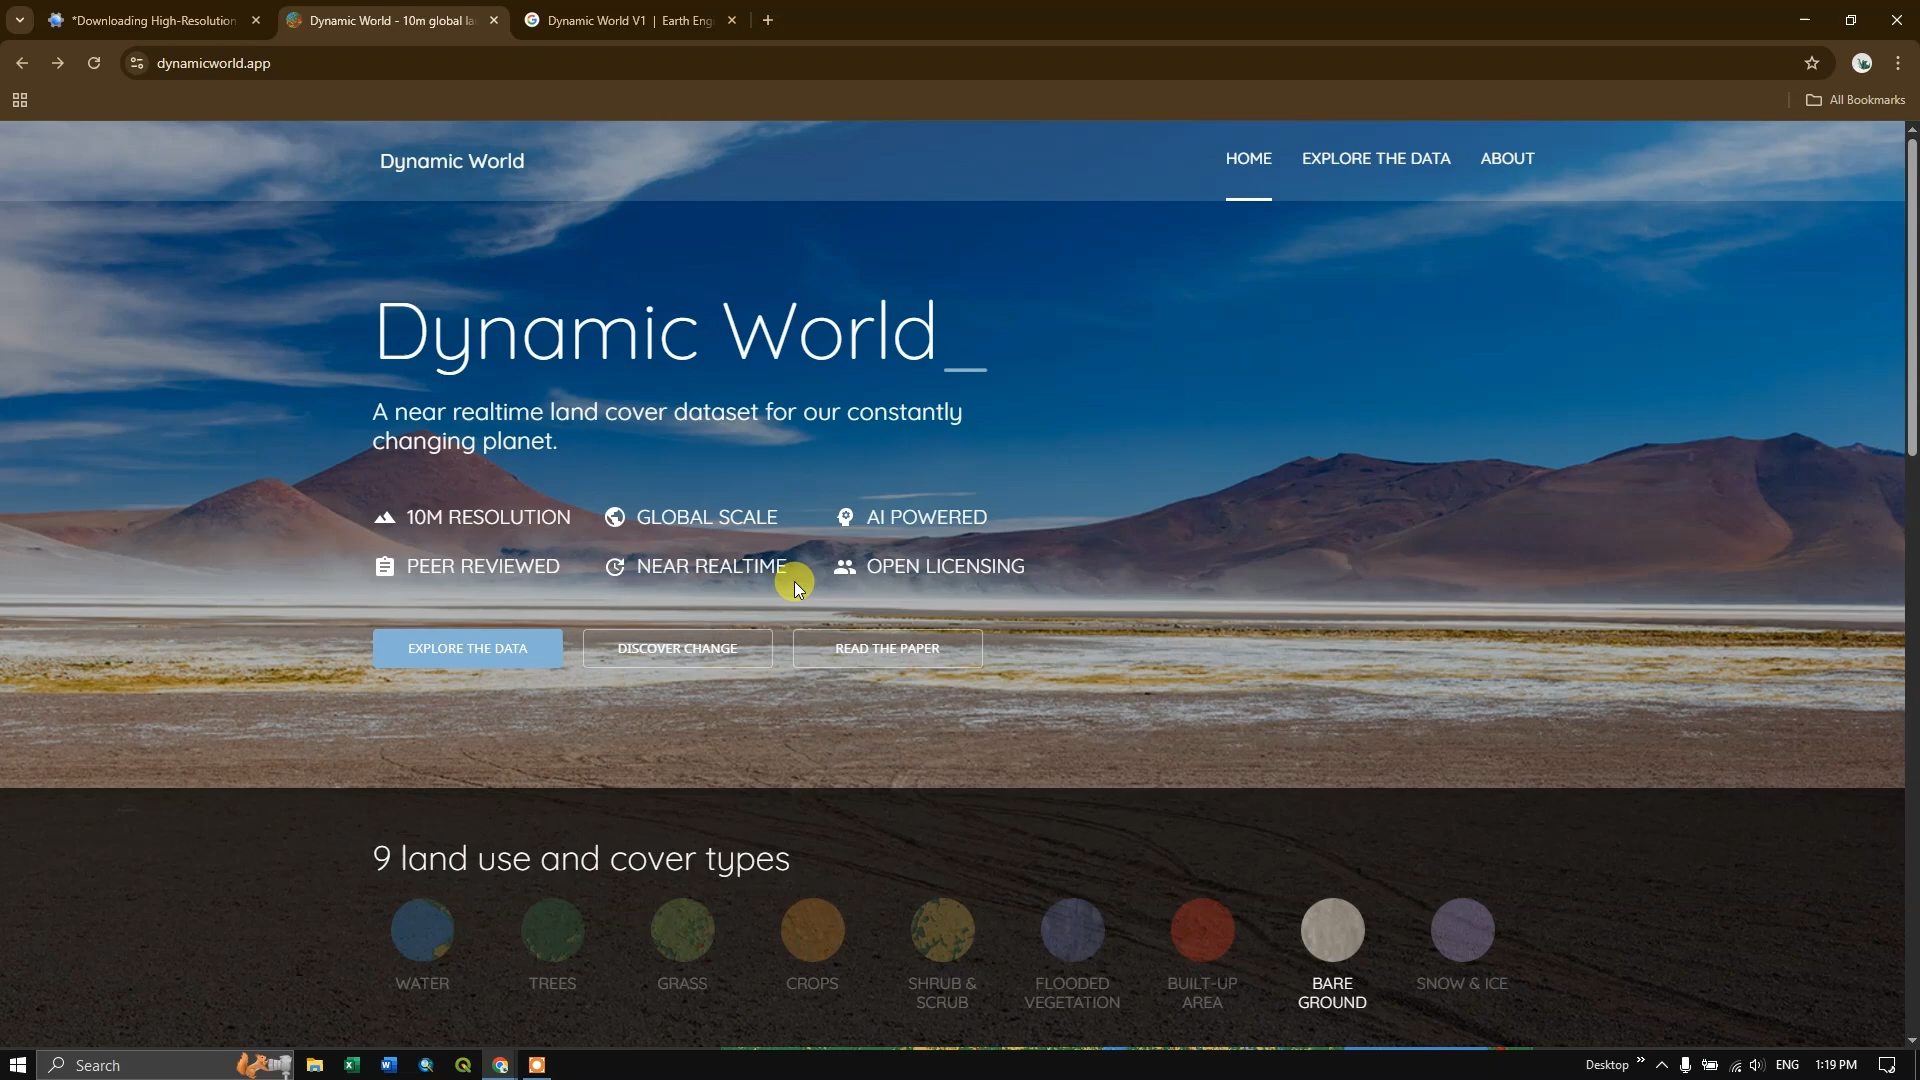 *Downloading High-Resolution
Dynamic World - 10m global la
Dynamic World V1 | Earth Eng
dynamicworld.app
All Bookmarks
Dynamic World
HOME
EXPLORE THE DATA
ABOUT
Dynamic World_
A near realtime land cover dataset for our constantly
changing planet.
10M RESOLUTION
GLOBAL SCALE
AI POWERED
PEER REVIEWED
NEAR REALTIME
OPEN LICENSING
EXPLORE THE DATA
DISCOVER CHANGE
READ THE PAPER
9 land use and cover types
WATER
TREES
GRASS
CROPS
SHRUB &
SCRUB
FLOODED
VEGETATION
BUILT-UP
AREA
BARE
GROUND
SNOW & ICE
Search
Desktop
ENG
1:19 PM